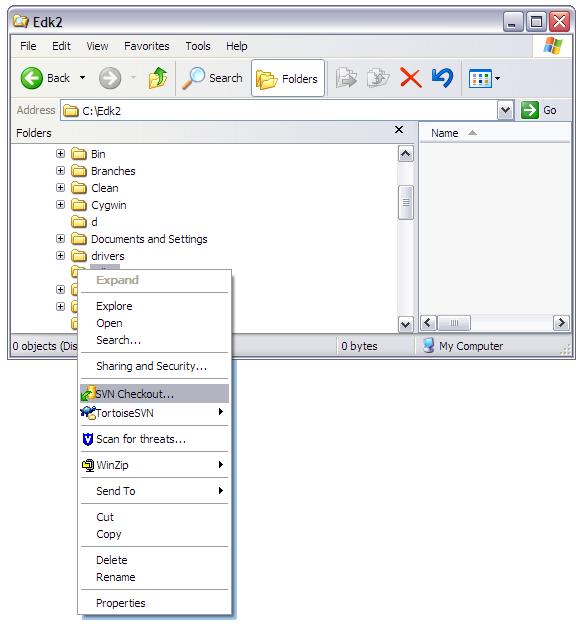 Edk2
File Edit View Favorites Tools Help
Back Search Folders
Address C:\Edk2 Go
Folders Name
Bin
Branches
Clean
Cygwin
d
Documents and Settings
drivers
Expand
Explore
Open
Search...
0 objects (Dis 0 bytes My Computer
Sharing and Security...
SVN Checkout...
TortoiseSVN
Scan for threats...
WinZip
Send To
Cut
Copy
Delete
Rename
Properties